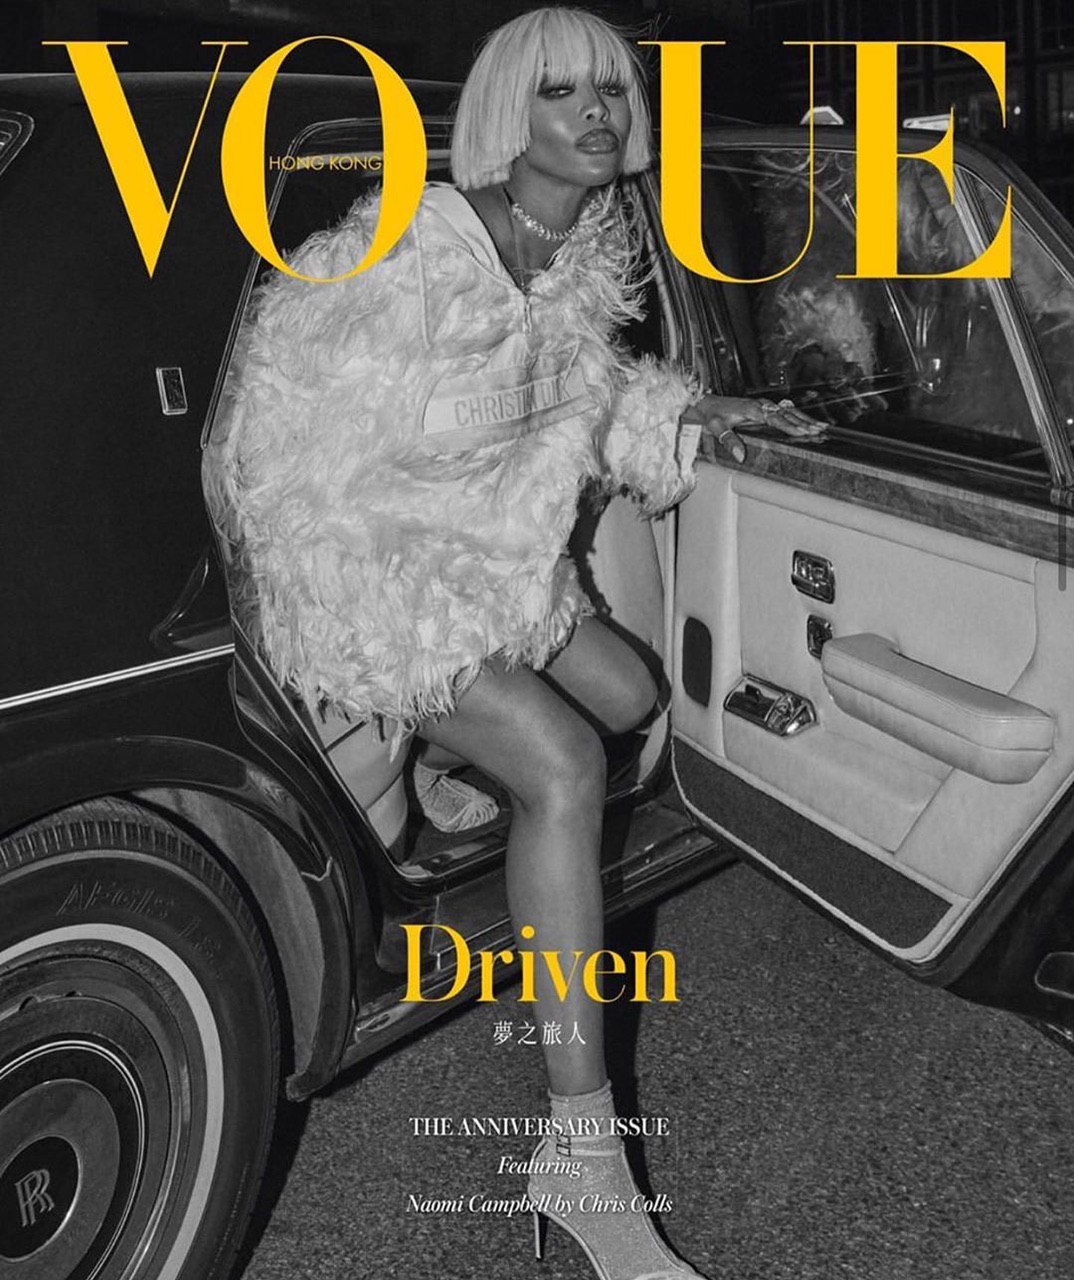 VOGUE
HONG KONG
CHRISTIAN DIOR
Driven
夢之旅人
THE ANNIVERSARY ISSUE
Featuring
Naomi Campbell by Chris Colls
RR